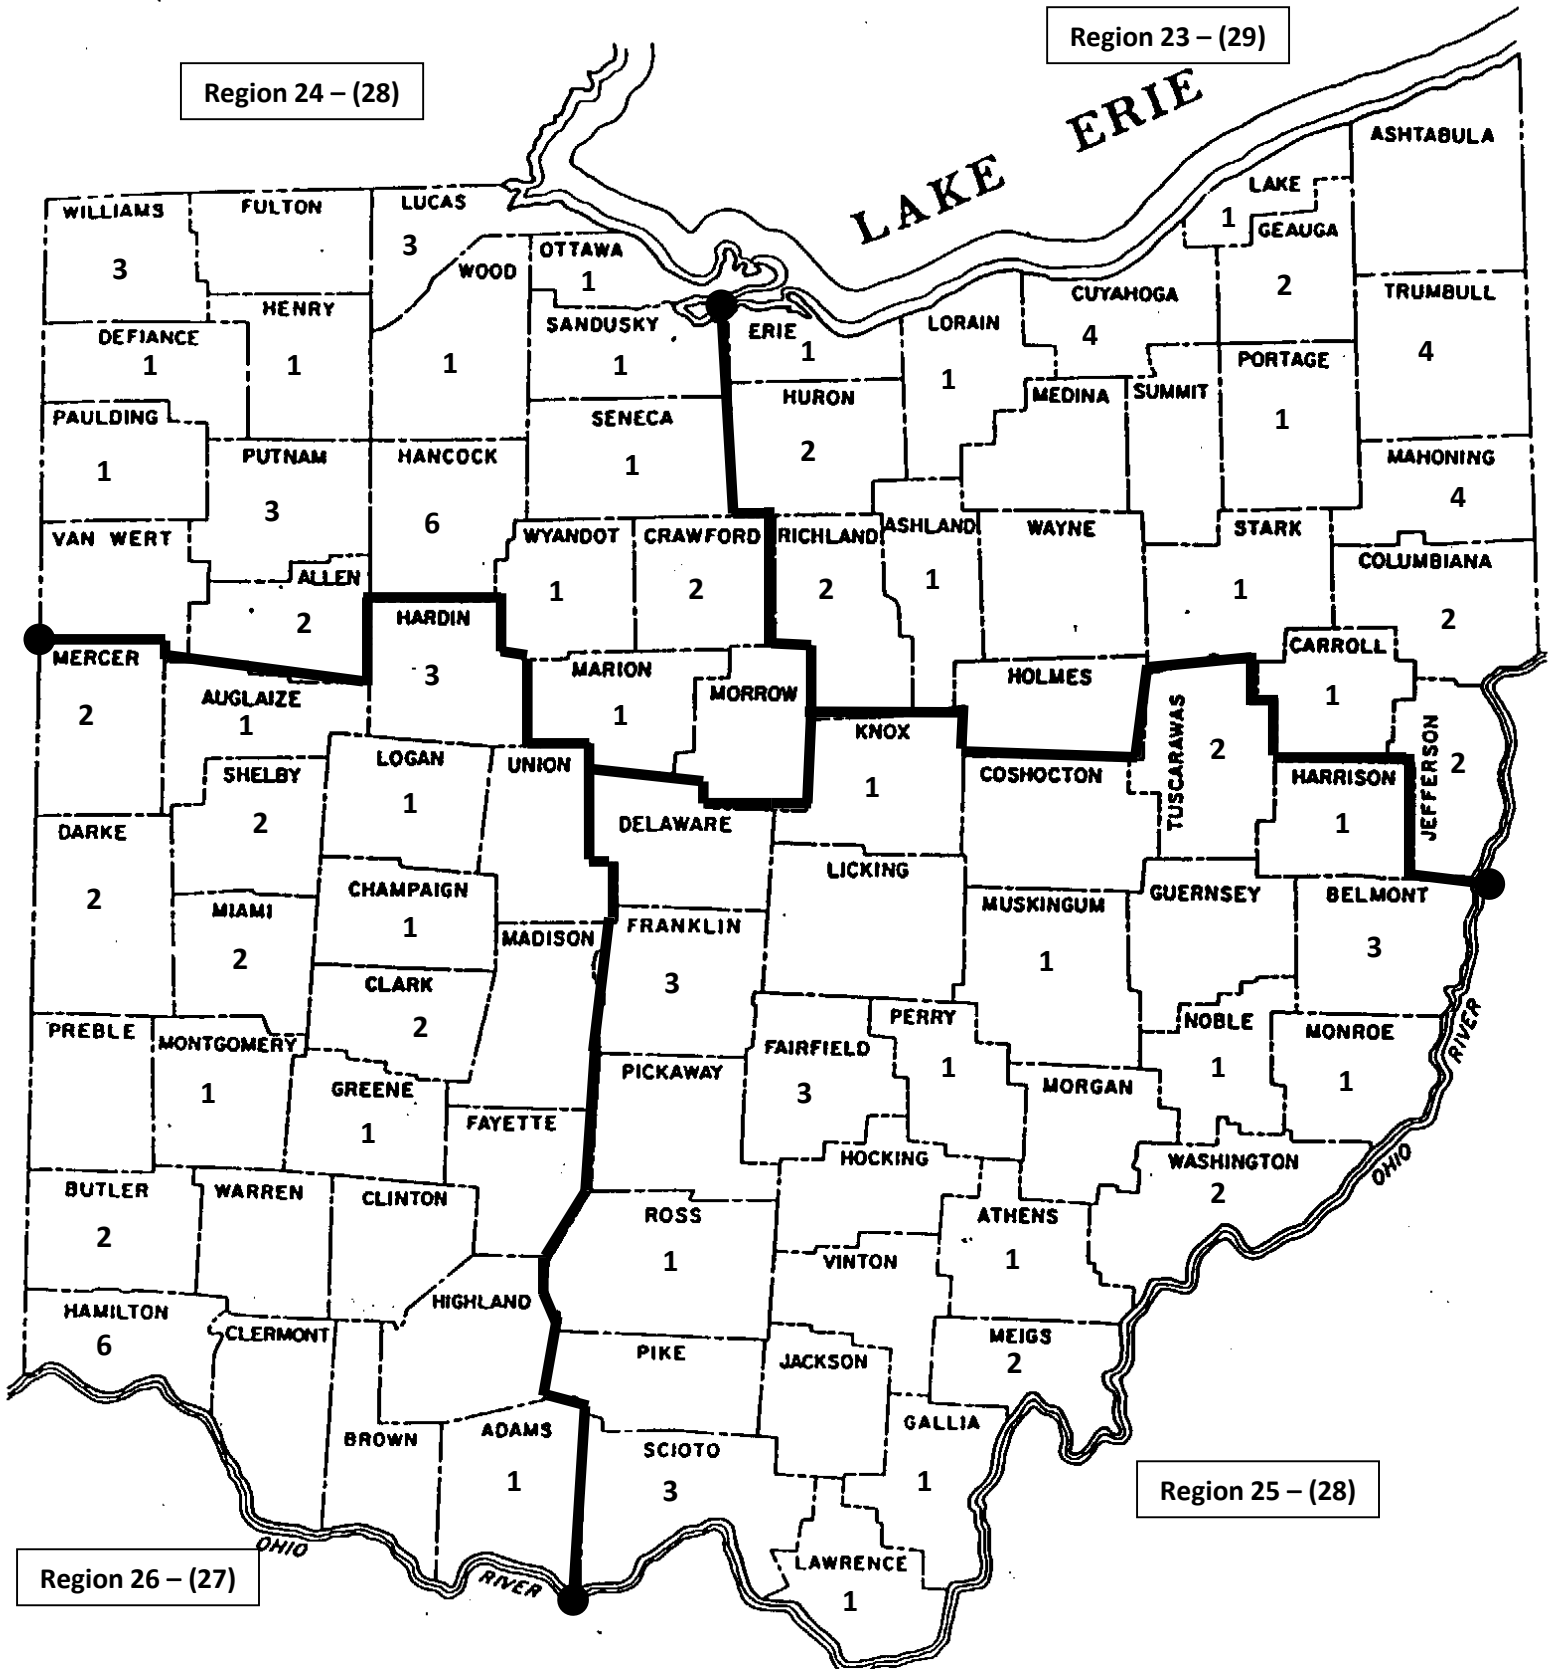 Region 23 – (29)
Region 24 – (28)
LAKE ERIE
ASHTABULA
LAKE
1
GEAUGA
2
WILLIAMS
3
FULTON
LUCAS
3
WOOD
1
OTTAWA
1
HENRY
1
SANDUSKY
1
ERIE
1
LORAIN
1
CUYAHOGA
4
TRUMBULL
4
DEFIANCE
1
PORTAGE
1
MEDINA
SUMMIT
HURON
2
PAULDING
1
SENECA
1
PUTNAM
3
HANCOCK
6
MAHONING
4
VAN WERT
WYANDOT
1
CRAWFORD
2
RICHLAND
2
ASHLAND
1
WAYNE
STARK
1
COLUMBIANA
2
ALLEN
2
HARDIN
3
CARROLL
1
MERCER
2
AUGLAIZE
1
MARION
1
MORROW
HOLMES
KNOX
1
TUSCARAWAS
2
JEFFERSON
2
LOGAN
1
UNION
SHELBY
2
COSHOCTON
HARRISON
1
DARKE
2
DELAWARE
LICKING
CHAMPAIGN
1
MIAMI
2
MADISON
FRANKLIN
3
MUSKINGUM
1
GUERNSEY
BELMONT
3
CLARK
2
PREBLE
MONTGOMERY
1
PERRY
1
NOBLE
1
MONROE
1
RIVER
FAIRFIELD
3
PICKAWAY
MORGAN
GREENE
1
FAYETTE
HOCKING
WASHINGTON
2
OHIO
BUTLER
2
WARREN
CLINTON
ROSS
1
ATHENS
1
VINTON
HAMILTON
6
HIGHLAND
CLERMONT
MEIGS
2
PIKE
JACKSON
BROWN
ADAMS
1
SCIOTO
3
GALLIA
1
Region 25 – (28)
OHIO
RIVER
LAWRENCE
1
Region 26 – (27)